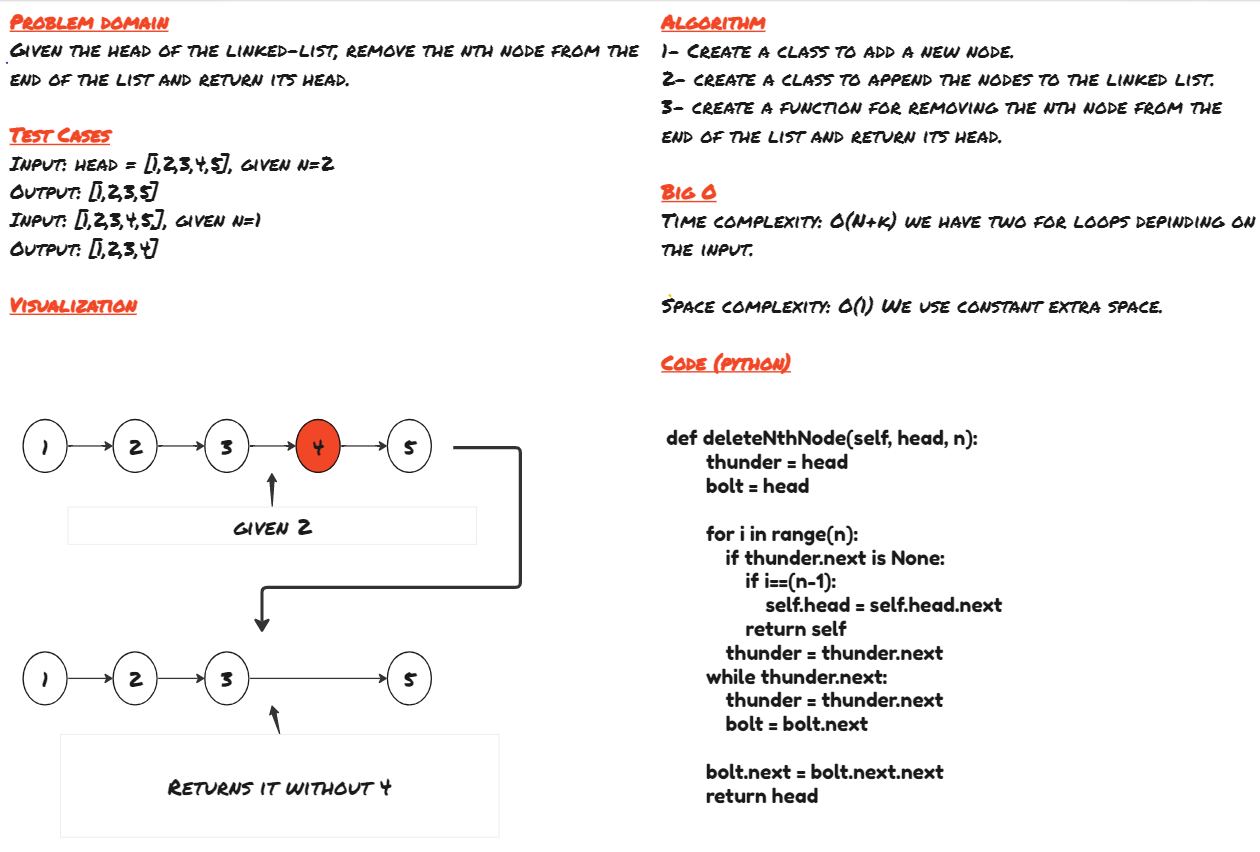 Problem domain
Given the head of the linked-list, remove the nth node from the
end of the list and return its head.
Test Cases
Input: head = [1,2,3,4,5], given n=2
Output: [1,2,3,5]
Input: [1,2,3,4,5,], given n=1
Output: [1,2,3,4]
Visualization
1 2 3 4 5
given 2
1 2 3 5
Returns it without 4
Algorithm
1- Create a class to add a new node.
2- create a class to append the nodes to the linked list.
3- create a function for removing the nth node from the
end of the list and return its head.
Big O
Time complexity: O(N+k) we have two for loops depinding on
the input.
Space complexity: O(1) We use constant extra space.
Code (python)
def deleteNthNode(self, head, n):
thunder = head
bolt = head
for i in range(n):
if thunder.next is None:
if i==(n-1):
self.head = self.head.next
return self
thunder = thunder.next
while thunder.next:
thunder = thunder.next
bolt = bolt.next
bolt.next = bolt.next.next
return head